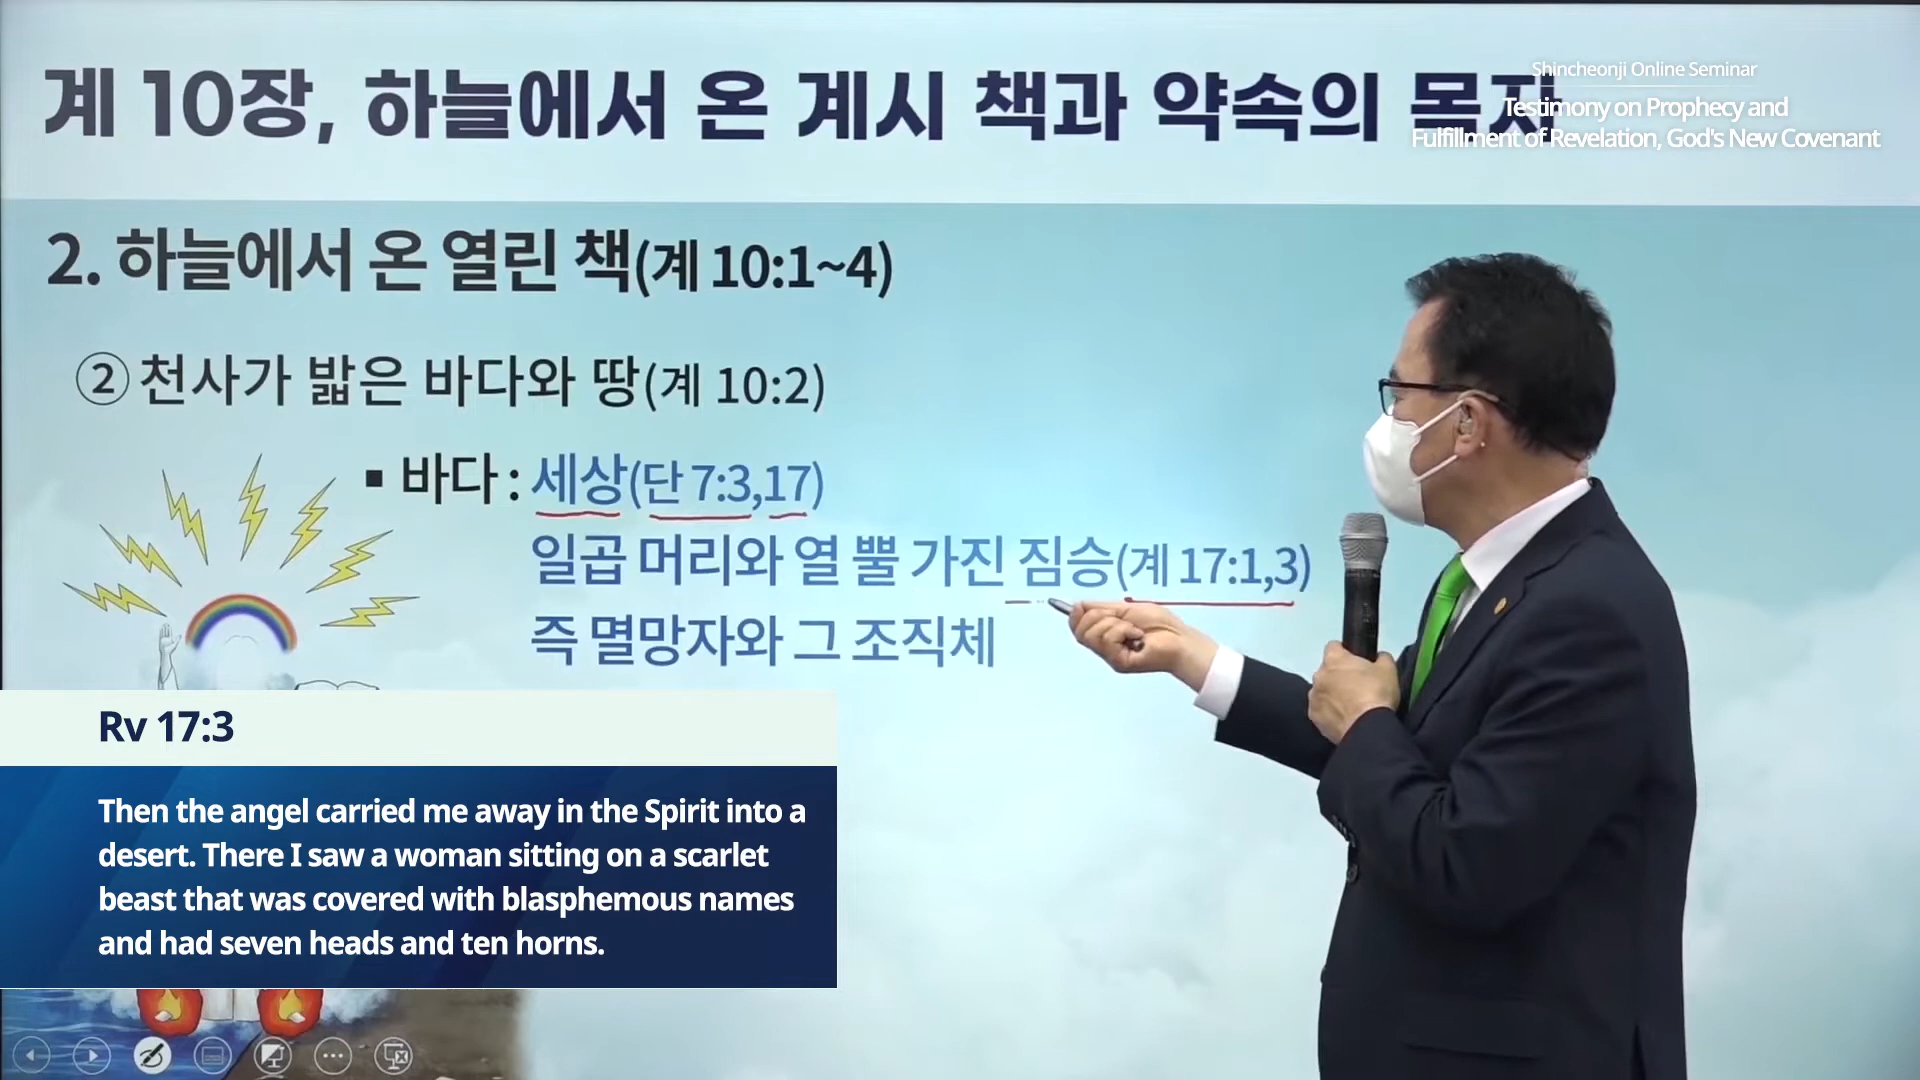 계 10장, 하늘에서 온 계시 책과 약속의 목자
Shincheonji Online Seminar
Testimony on Prophecy and
Fulfillment of Revelation, God's New Covenant
2. 하늘에서 온 열린 책(계 10:1~4)
② 천사가 밟은 바다와 땅(계 10:2)
▪ 바다 : 세상(단 7:3,17)
일곱 머리와 열 뿔 가진 짐승(계 17:1,3)
즉 멸망자와 그 조직체
Rv 17:3
Then the angel carried me away in the Spirit into a
desert. There I saw a woman sitting on a scarlet
beast that was covered with blasphemous names
and had seven heads and ten horns.